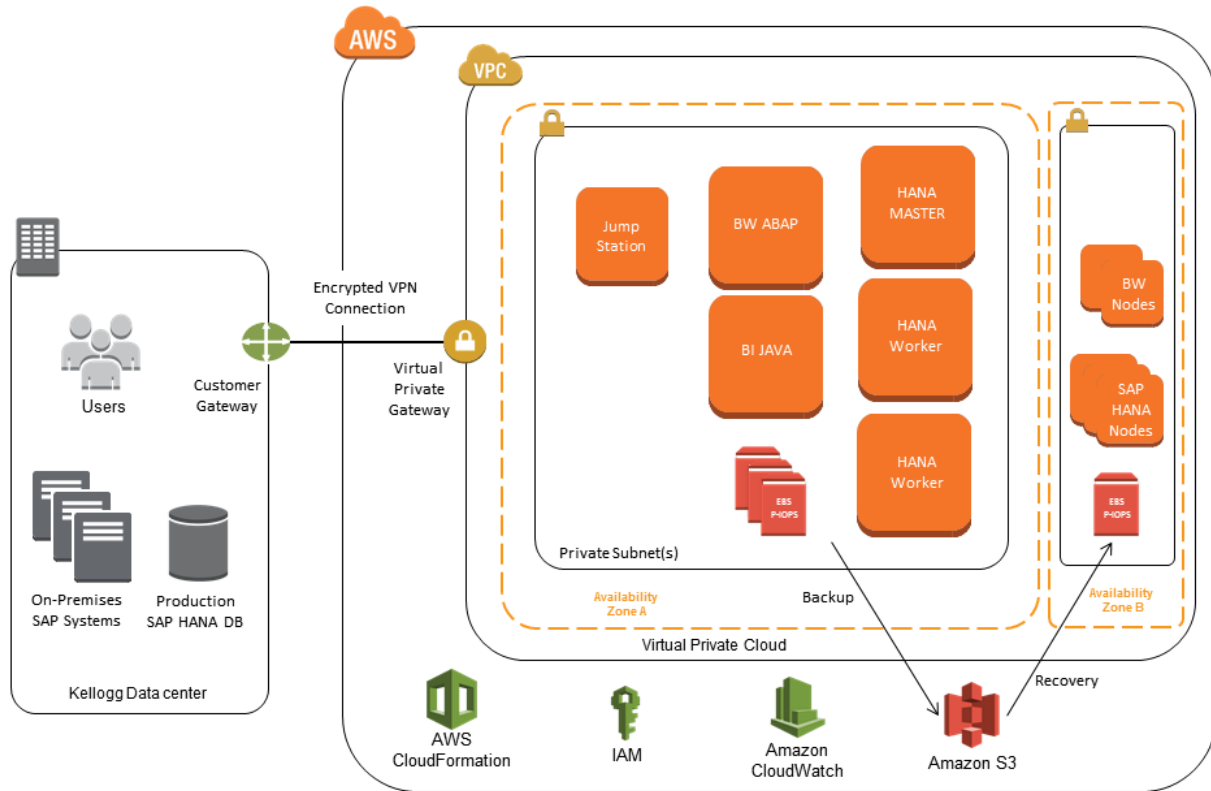 AWS
VPC
Jump
Station
BW ABAP
HANA
MASTER
BI JAVA
HANA
Worker
HANA
Worker
EBS
P-IOPS
Private Subnet(s)
Availability
Zone A
BW
Nodes
SAP
HANA
Nodes
EBS
P-IOPS
Availability
Zone B
Encrypted VPN
Connection
Virtual
Private
Gateway
Customer
Gateway
Users
On-Premises
SAP Systems
Production
SAP HANA DB
Kellogg Data center
Backup
Virtual Private Cloud
Recovery
AWS
CloudFormation
IAM
Amazon
CloudWatch
Amazon S3